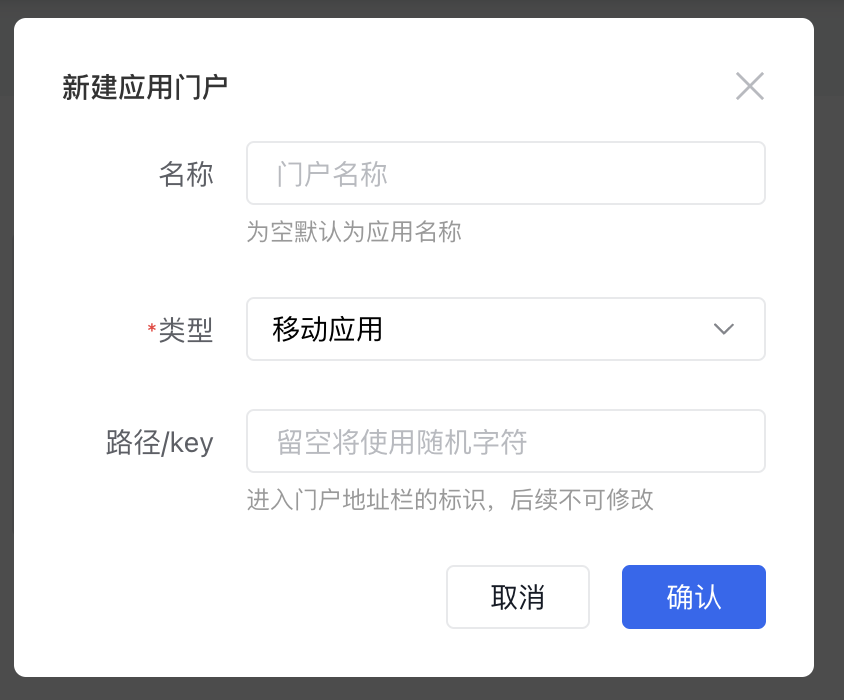 新建应用门户
名称
门户名称
为空默认为应用名称
*类型
移动应用
路径/key
留空将使用随机字符
进入门户地址栏的标识，后续不可修改
取消
确认